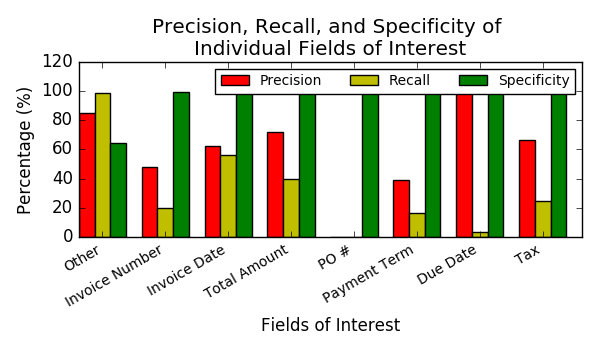 Precision, Recall, and Specificity of
Individual Fields of Interest
Precision
Recall
Specificity
Percentage (%)
120
100
80
60
40
20
0
Other
Invoice Number
Invoice Date
Total Amount
PO #
Payment Term
Due Date
Tax
Fields of Interest